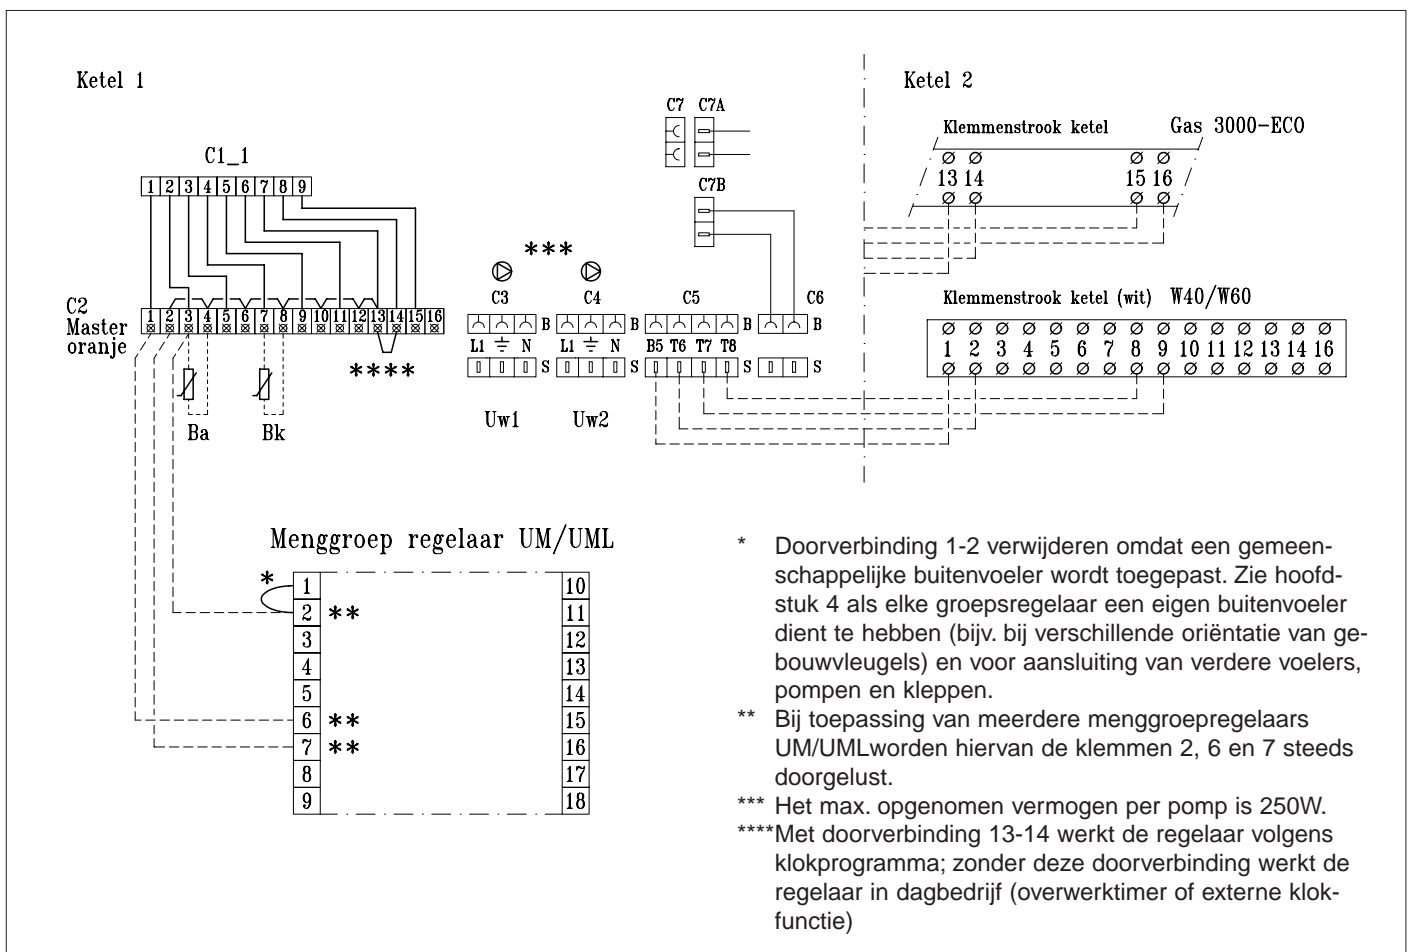 Ketel 1
Ketel 2
C7 C7A
Klemmenstrook ketel Gas 3000-ECO
13 14 15 16
C1_1
1 2 3 4 5 6 7 8 9
C7B
***
C3 C4 C5 C6
Klemmenstrook ketel (wit) W40/W60
C2
Master
oranje
1 2 3 4 5 6 7 8 9 10 11 12 13 14 15 16
B B B B
L1 N L1 N B5 T6 T7 T8
S S S S
1 2 3 4 5 6 7 8 9 10 11 12 13 14 16
****
Ba Bk
Uw1 Uw2
Menggroep regelaar UM/UML
* 1 10
2 ** 11
3 12
4 13
5 14
6 ** 15
7 ** 16
8 17
9 18
* Doorverbinding 1-2 verwijderen omdat een gemeen-
schappelijke buitenvoeler wordt toegepast. Zie hoofd-
stuk 4 als elke groepsregelaar een eigen buitenvoeler
dient te hebben (bijv. bij verschillende oriëntatie van ge-
bouwvleugels) en voor aansluiting van verdere voelers,
pompen en kleppen.
** Bij toepassing van meerdere menggroepregelaars
UM/UMLworden hiervan de klemmen 2, 6 en 7 steeds
doorgelust.
*** Het max. opgenomen vermogen per pomp is 250W.
****Met doorverbinding 13-14 werkt de regelaar volgens
klokprogramma; zonder deze doorverbinding werkt de
regelaar in dagbedrijf (overwerktimer of externe klok-
functie)